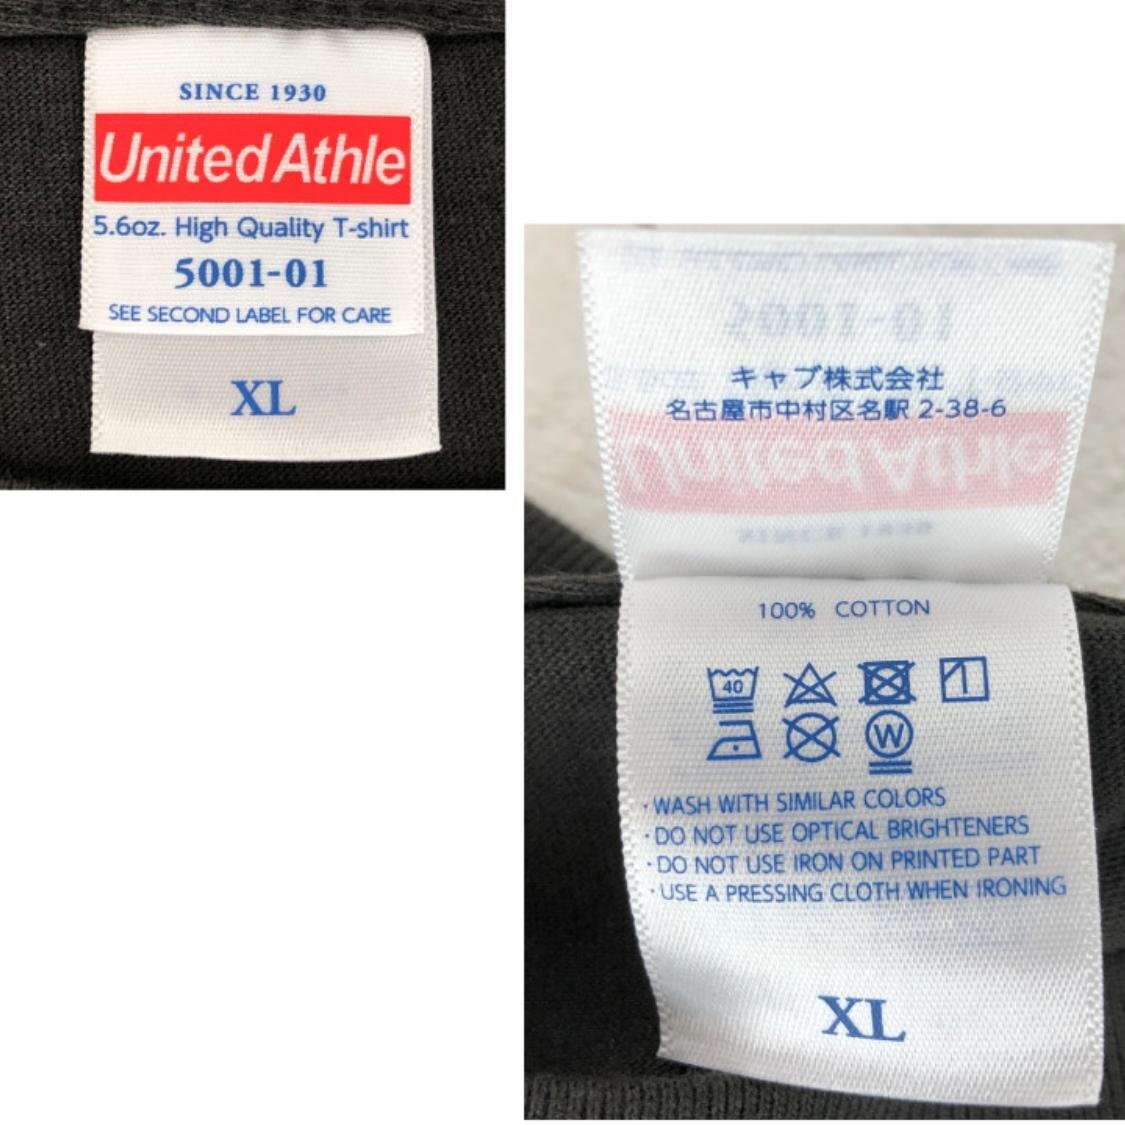 SINCE 1930
United Athle
5.6oz. High Quality T-shirt
5001-01
SEE SECOND LABEL FOR CARE
XL
キャブ株式会社
名古屋市中村区名駅 2-38-6
100% COTTON
40
W
・WASH WITH SIMILAR COLORS
・DO NOT USE OPTICAL BRIGHTENERS
・DO NOT USE IRON ON PRINTED PART
・USE A PRESSING CLOTH WHEN IRONING
XL